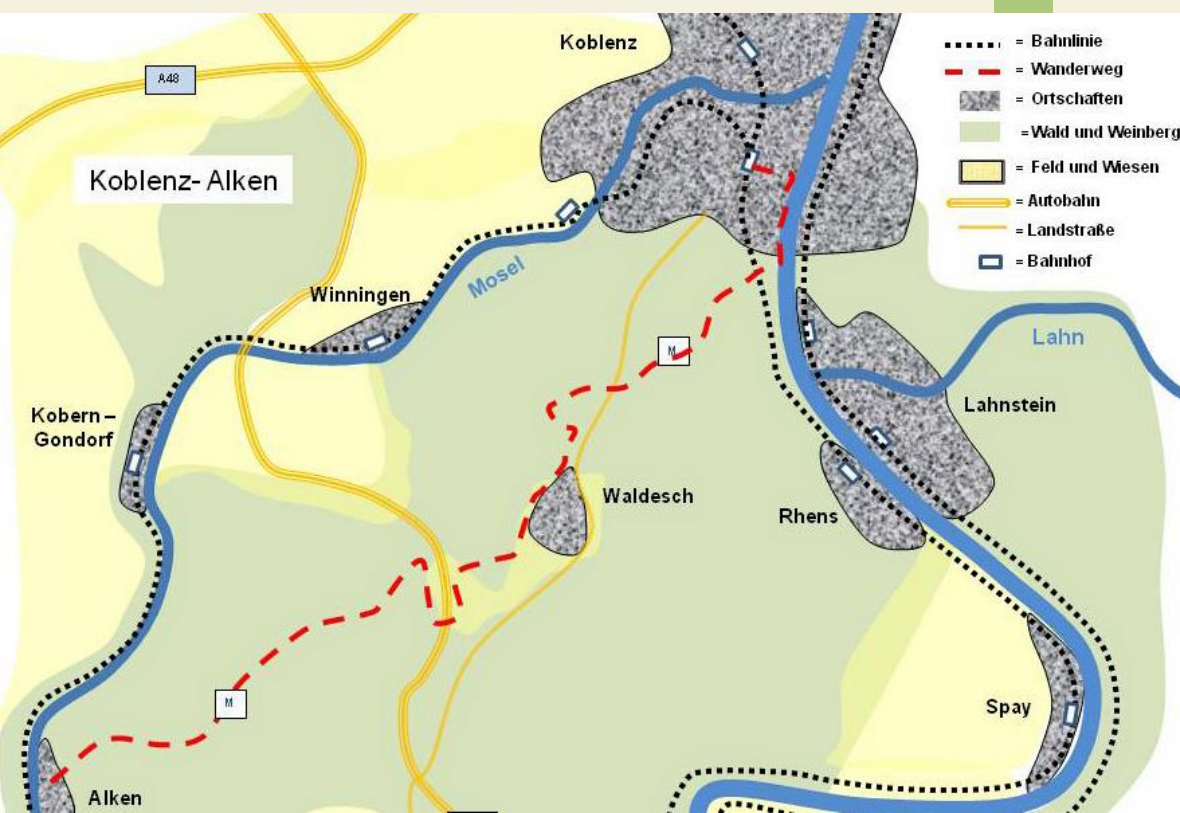 Koblenz
A48
Koblenz- Alken
= Bahnlinie
= Wanderweg
= Ortschaften
=Wald und Weinberg
= Feld und Wiesen
= Autobahn
= Landstraße
= Bahnhof
Mosel
Winningen
Lahn
M
Kobern –
Gondorf
Lahnstein
Waldesch
Rhens
M
Spay
Alken